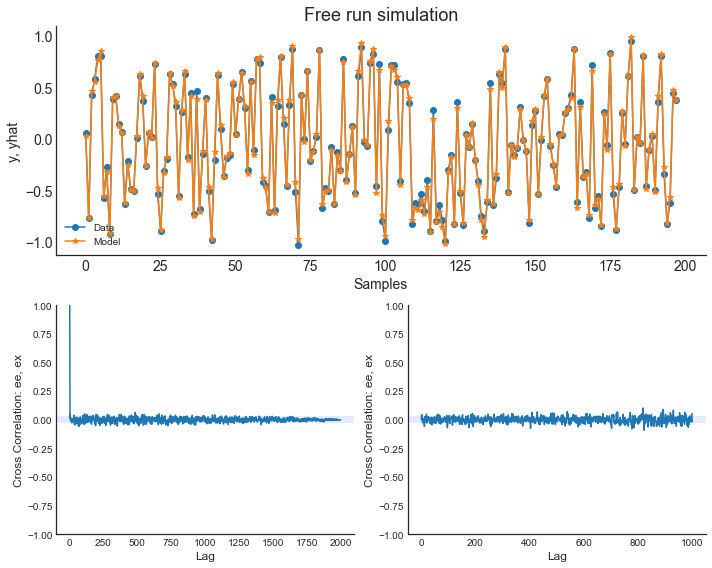 Free run simulation
y, yhat
1.0
0.5
0.0
−0.5
−1.0
Data
Model
0 25 50 75 100 125 150 175 200
Samples
Cross Correlation: ee, ex
1.00
0.75
0.50
0.25
0.00
−0.25
−0.50
−0.75
−1.00
0 250 500 750 1000 1250 1500 1750 2000
Lag
Cross Correlation: ee, ex
1.00
0.75
0.50
0.25
0.00
−0.25
−0.50
−0.75
−1.00
0 200 400 600 800 1000
Lag